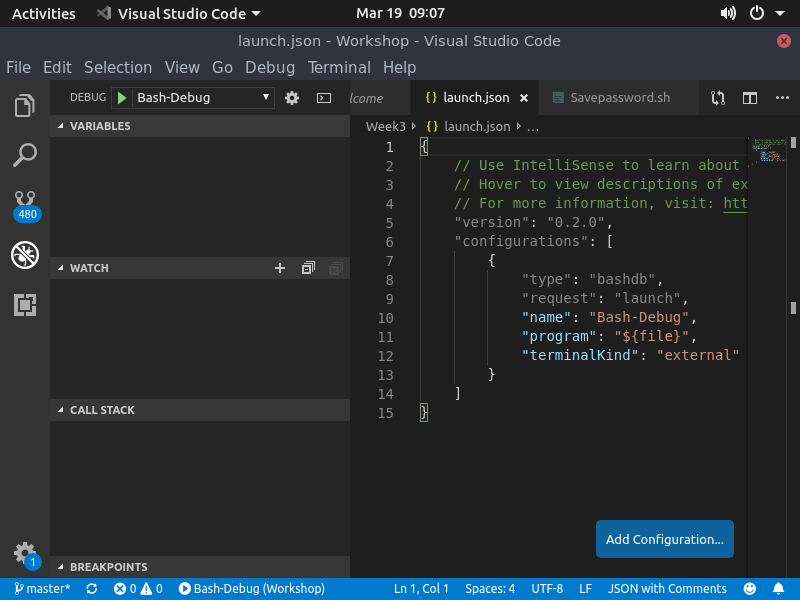 Activities Visual Studio Code Mar 19 09:07
launch.json - Workshop - Visual Studio Code
File Edit Selection View Go Debug Terminal Help
DEBUG Bash-Debug lcome {} launch.json Savepassword.sh
VARIABLES
Week3 {} launch.json ...
1 {
2 // Use IntelliSense to learn about
3 // Hover to view descriptions of ex
4 // For more information, visit: htt
5 "version": "0.2.0",
6 "configurations": [
7 {
8 "type": "bashdb",
9 "request": "launch",
10 "name": "Bash-Debug",
11 "program": "${file}",
12 "terminalKind": "external"
13 }
14 ]
15 }
480
WATCH
CALL STACK
Add Configuration...
1
BREAKPOINTS
master* 0 0 Bash-Debug (Workshop) Ln 1, Col 1 Spaces: 4 UTF-8 LF JSON with Comments